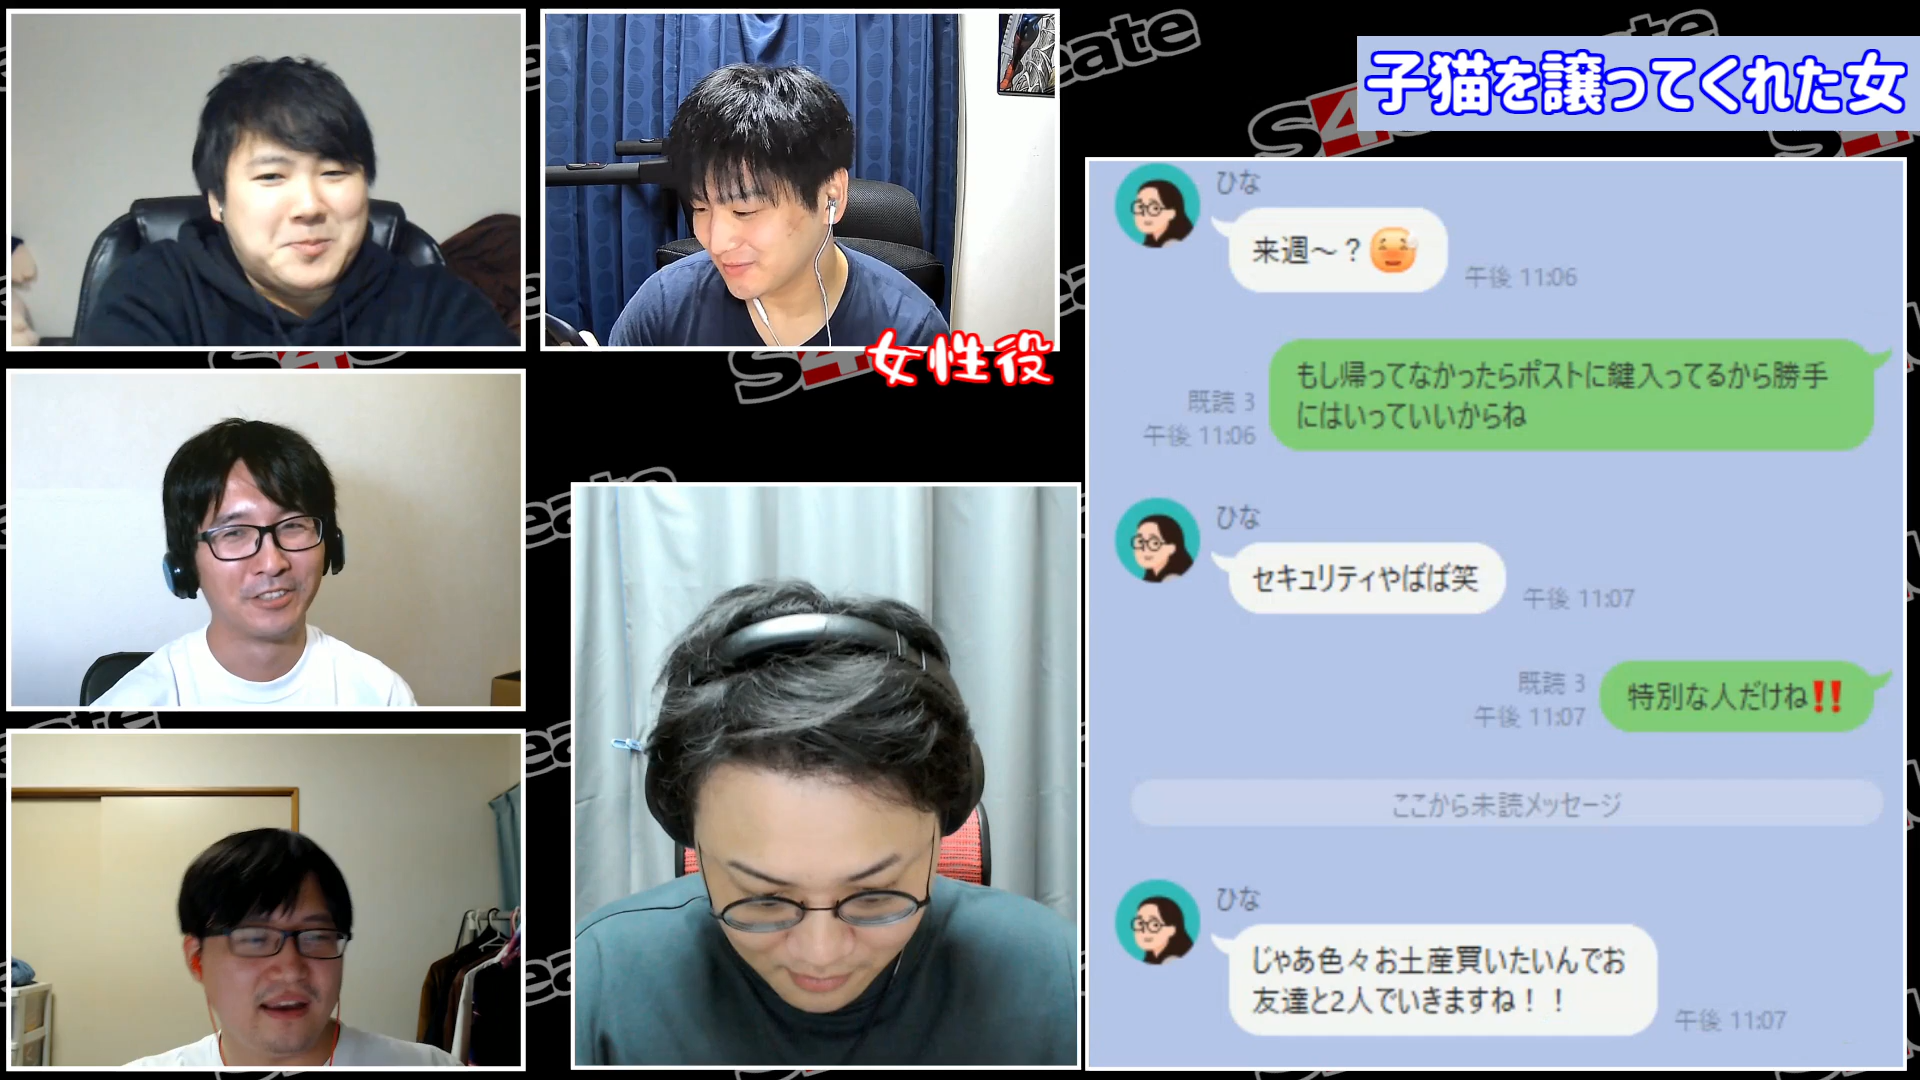 子猫を譲ってくれた女
女性役
ひな
来週～？
午後 11:06
もし帰ってなかったらポストに鍵入ってるから勝手
にはいっていいからね
既読 3
午後 11:06
ひな
セキュリティやばば笑
午後 11:07
特別な人だけね‼️
既読 3
午後 11:07
ここから未読メッセージ
ひな
じゃあ色々お土産買いたいんでお
友達と2人でいきますね！！
午後 11:07